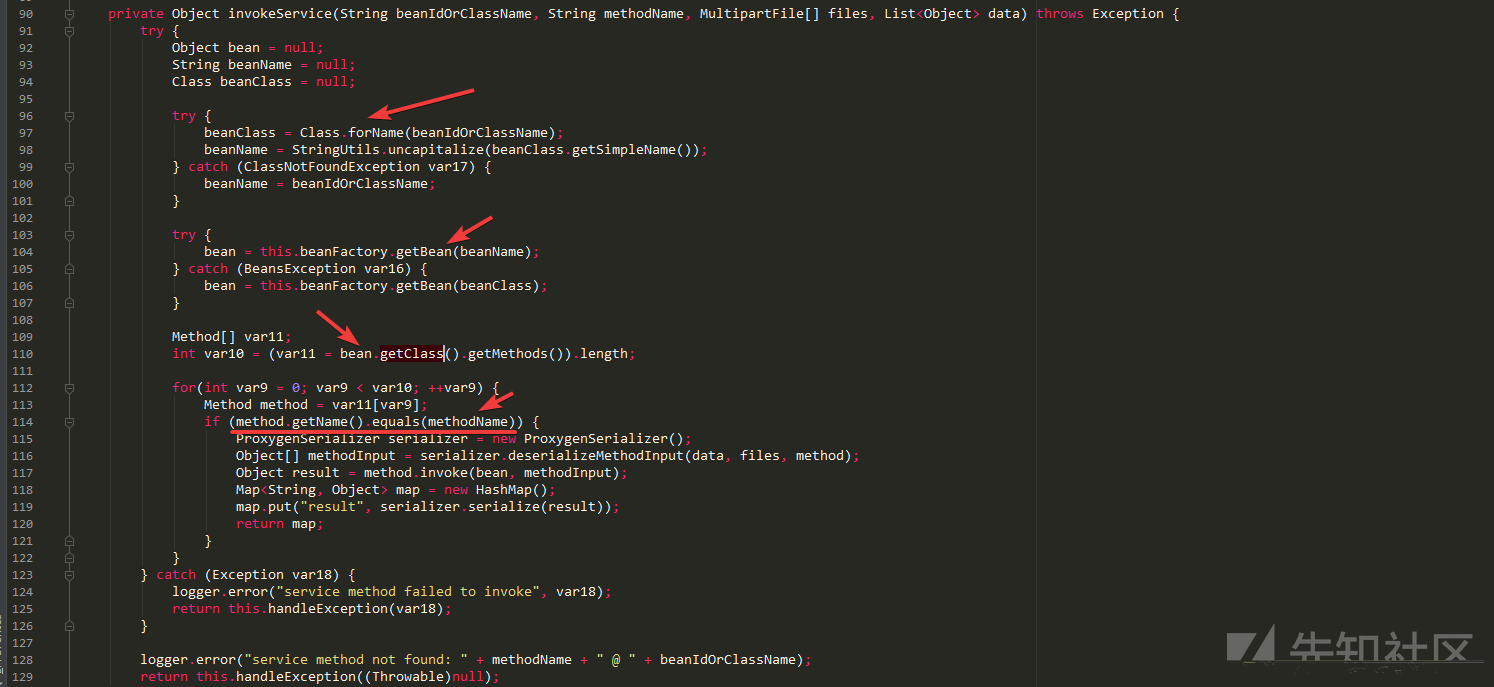 90 private Object invokeService(String beanIdOrClassName, String methodName, MultipartFile[] files, List<Object> data) throws Exception {
91 try {
92 Object bean = null;
93 String beanName = null;
94 Class beanClass = null;
95
96 try {
97 beanClass = Class.forName(beanIdOrClassName);
98 beanName = StringUtils.uncapitalize(beanClass.getSimpleName());
99 } catch (ClassNotFoundException var17) {
100 beanName = beanIdOrClassName;
101 }
102
103 try {
104 bean = this.beanFactory.getBean(beanName);
105 } catch (BeansException var16) {
106 bean = this.beanFactory.getBean(beanClass);
107 }
108
109 Method[] var11;
110 int var10 = (var11 = bean.getClass().getMethods()).length;
111
112 for(int var9 = 0; var9 < var10; ++var9) {
113 Method method = var11[var9];
114 if (method.getName().equals(methodName)) {
115 ProxygenSerializer serializer = new ProxygenSerializer();
116 Object[] methodInput = serializer.deserializeMethodInput(data, files, method);
117 Object result = method.invoke(bean, methodInput);
118 Map<String, Object> map = new HashMap();
119 map.put("result", serializer.serialize(result));
120 return map;
121 }
122 }
123 } catch (Exception var18) {
124 logger.error("service method failed to invoke", var18);
125 return this.handleException(var18);
126 }
127
128 logger.error("service method not found: " + methodName + " @ " + beanIdOrClassName);
129 return this.handleException((Throwable)null);
先知社区